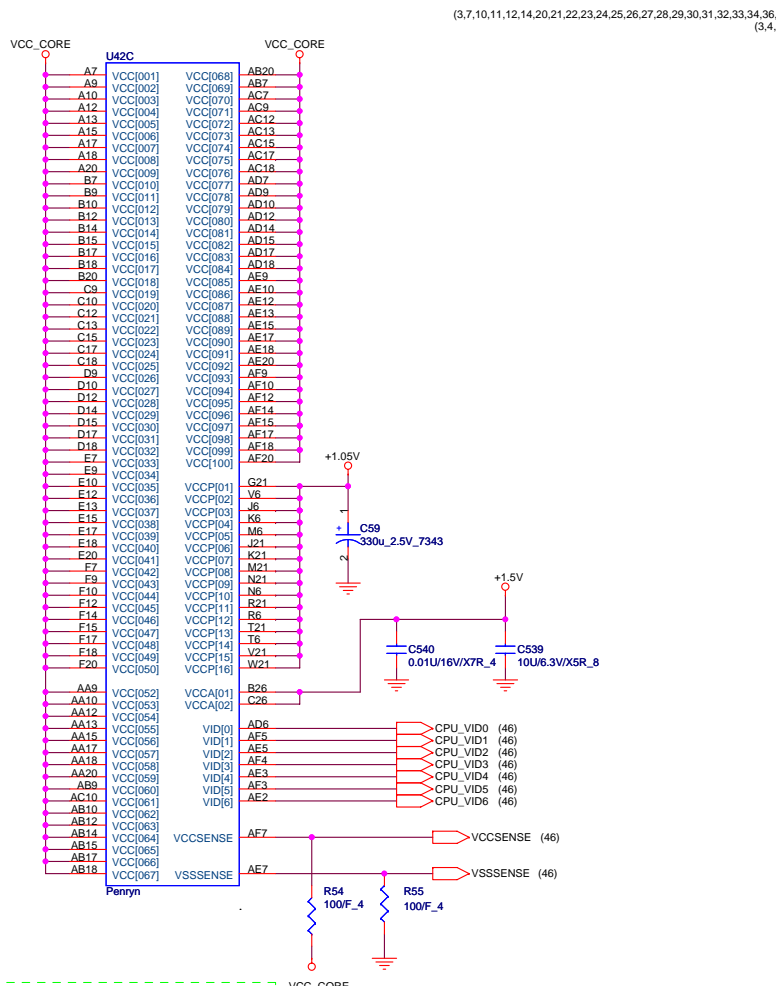 (3,7,10,11,12,14,20,21,22,23,24,25,26,27,28,29,30,31,32,33,34,36,
(3,4,
VCC_CORE VCC_CORE
U42C
A7 VCC[001] VCC[068] AB20
A9 VCC[002] VCC[069] AB7
A10 VCC[003] VCC[070] AC7
A12 VCC[004] VCC[071] AC9
A13 VCC[005] VCC[072] AC12
A15 VCC[006] VCC[073] AC13
A17 VCC[007] VCC[074] AC15
A18 VCC[008] VCC[075] AC17
A20 VCC[009] VCC[076] AC18
B7 VCC[010] VCC[077] AD7
B9 VCC[011] VCC[078] AD9
B10 VCC[012] VCC[079] AD10
B12 VCC[013] VCC[080] AD12
B14 VCC[014] VCC[081] AD14
B15 VCC[015] VCC[082] AD15
B17 VCC[016] VCC[083] AD17
B18 VCC[017] VCC[084] AD18
B20 VCC[018] VCC[085] AE9
C9 VCC[019] VCC[086] AE10
C10 VCC[020] VCC[087] AE12
C12 VCC[021] VCC[088] AE13
C13 VCC[022] VCC[089] AE15
C15 VCC[023] VCC[090] AE17
C17 VCC[024] VCC[091] AE18
C18 VCC[025] VCC[092] AE20
D9 VCC[026] VCC[093] AF9
D10 VCC[027] VCC[094] AF10
D12 VCC[028] VCC[095] AF12
D14 VCC[029] VCC[096] AF14
D15 VCC[030] VCC[097] AF15
D17 VCC[031] VCC[098] AF17
D18 VCC[032] VCC[099] AF18
E7 VCC[033] VCC[100] AF20
+1.05V
E9 VCC[034]
E10 VCC[035] VCCP[01] G21
E12 VCC[036] VCCP[02] V6
E13 VCC[037] VCCP[03] J6
E15 VCC[038] VCCP[04] K6
E17 VCC[039] VCCP[05] M6
E18 VCC[040] VCCP[06] J21
E20 VCC[041] VCCP[07] K21
F7 VCC[042] VCCP[08] M21
F9 VCC[043] VCCP[09] N21
F10 VCC[044] VCCP[10] N6
F12 VCC[045] VCCP[11] R21
F14 VCC[046] VCCP[12] R6
F15 VCC[047] VCCP[13] T21
F17 VCC[048] VCCP[14] T6
F18 VCC[049] VCCP[15] V21
F20 VCC[050] VCCP[16] W21
1
+
C59
330u_2.5V_7343
2
+1.5V
C540
0.01U/16V/X7R_4
C539
10U/6.3V/X5R_8
AA9 VCC[052] VCCA[01] B26
AA10 VCC[053] VCCA[02] C26
AA12 VCC[054]
AA13 VCC[055] VID[0] AD6 CPU_VID0 (46)
AA15 VCC[056] VID[1] AF5 CPU_VID1 (46)
AA17 VCC[057] VID[2] AE5 CPU_VID2 (46)
AA18 VCC[058] VID[3] AF4 CPU_VID3 (46)
AA20 VCC[059] VID[4] AE3 CPU_VID4 (46)
AB9 VCC[060] VID[5] AF3 CPU_VID5 (46)
AC10 VCC[061] VID[6] AE2 CPU_VID6 (46)
AB10 VCC[062]
AB12 VCC[063]
AB14 VCC[064] VCCSENSE AF7 VCCSENSE (46)
AB15 VCC[065]
AB17 VCC[066]
AB18 VCC[067] VSSSENSE AE7 VSSSENSE (46)
Penryn
R54
100/F_4
R55
100/F_4
VCC_CORE